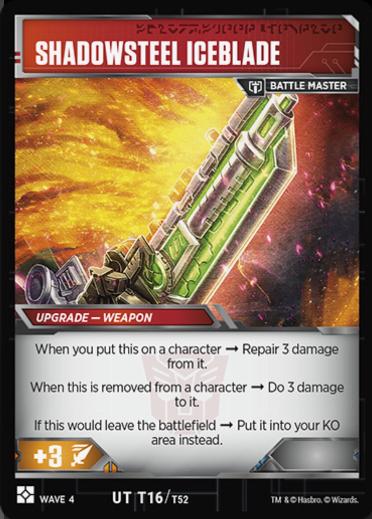 SHADOWSTEEL ICEBLADE
BATTLE MASTER
UPGRADE — WEAPON
When you put this on a character → Repair 3 damage
from it.
When this is removed from a character → Do 3 damage
to it.
If this would leave the battlefield → Put it into your KO
area instead.
+3
WAVE 4
UT T16/T52
TM & © Hasbro. © Wizards.